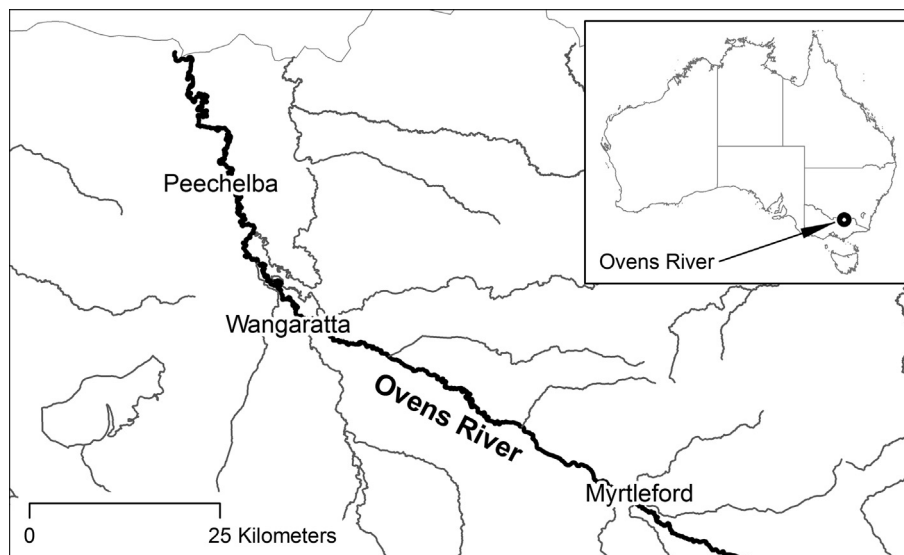 Peechelba
Ovens River
Wangaratta
Ovens River
Myrtleford
0
25 Kilometers